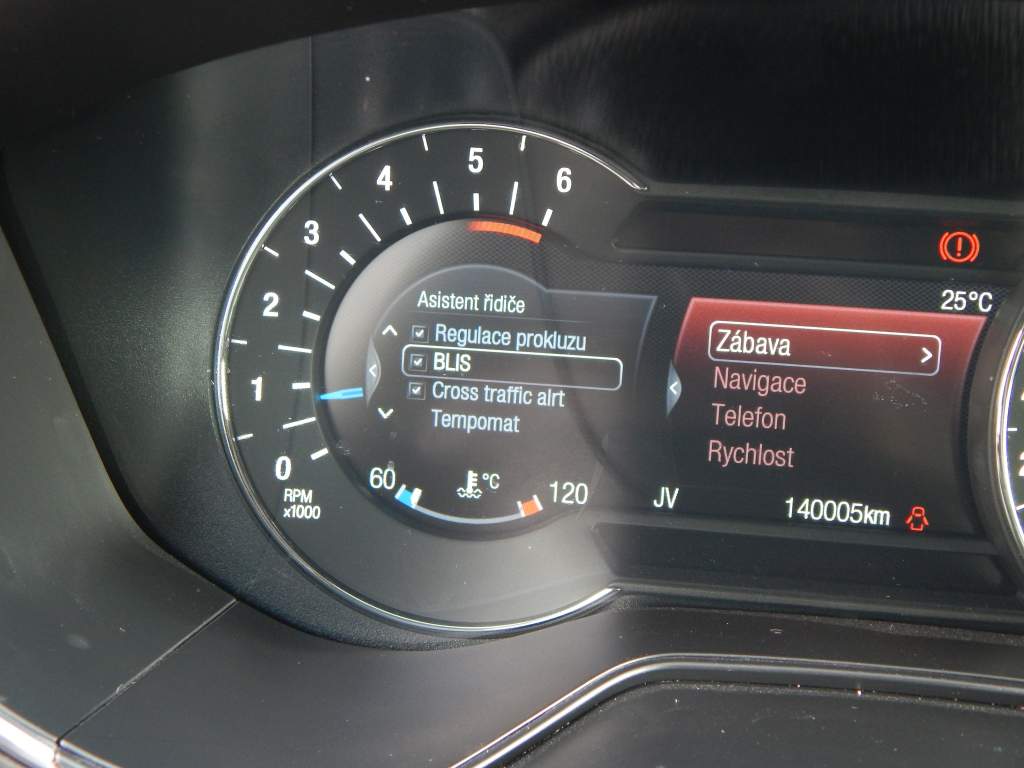 0
1
2
3
4
5
6
RPM
x1000
Asistent řidiče
Regulace prokluzu
BLIS
Cross traffic alrt
Tempomat
60
°C
120
25°C
Zábava >
Navigace
Telefon
Rychlost
JV
140005km